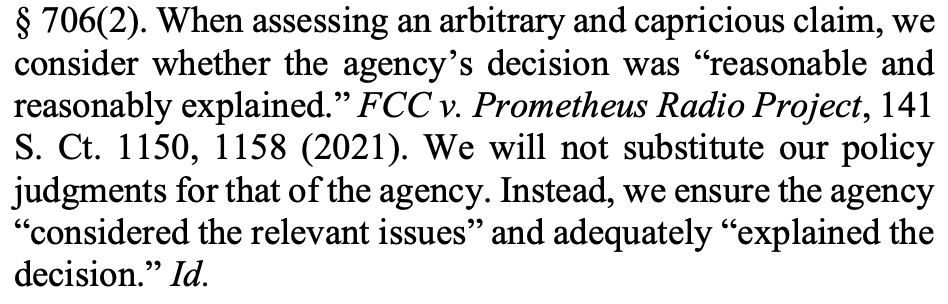 § 706(2). When assessing an arbitrary and capricious claim, we
consider whether the agency’s decision was “reasonable and
reasonably explained.” FCC v. Prometheus Radio Project, 141
S. Ct. 1150, 1158 (2021). We will not substitute our policy
judgments for that of the agency. Instead, we ensure the agency
“considered the relevant issues” and adequately “explained the
decision.” Id.